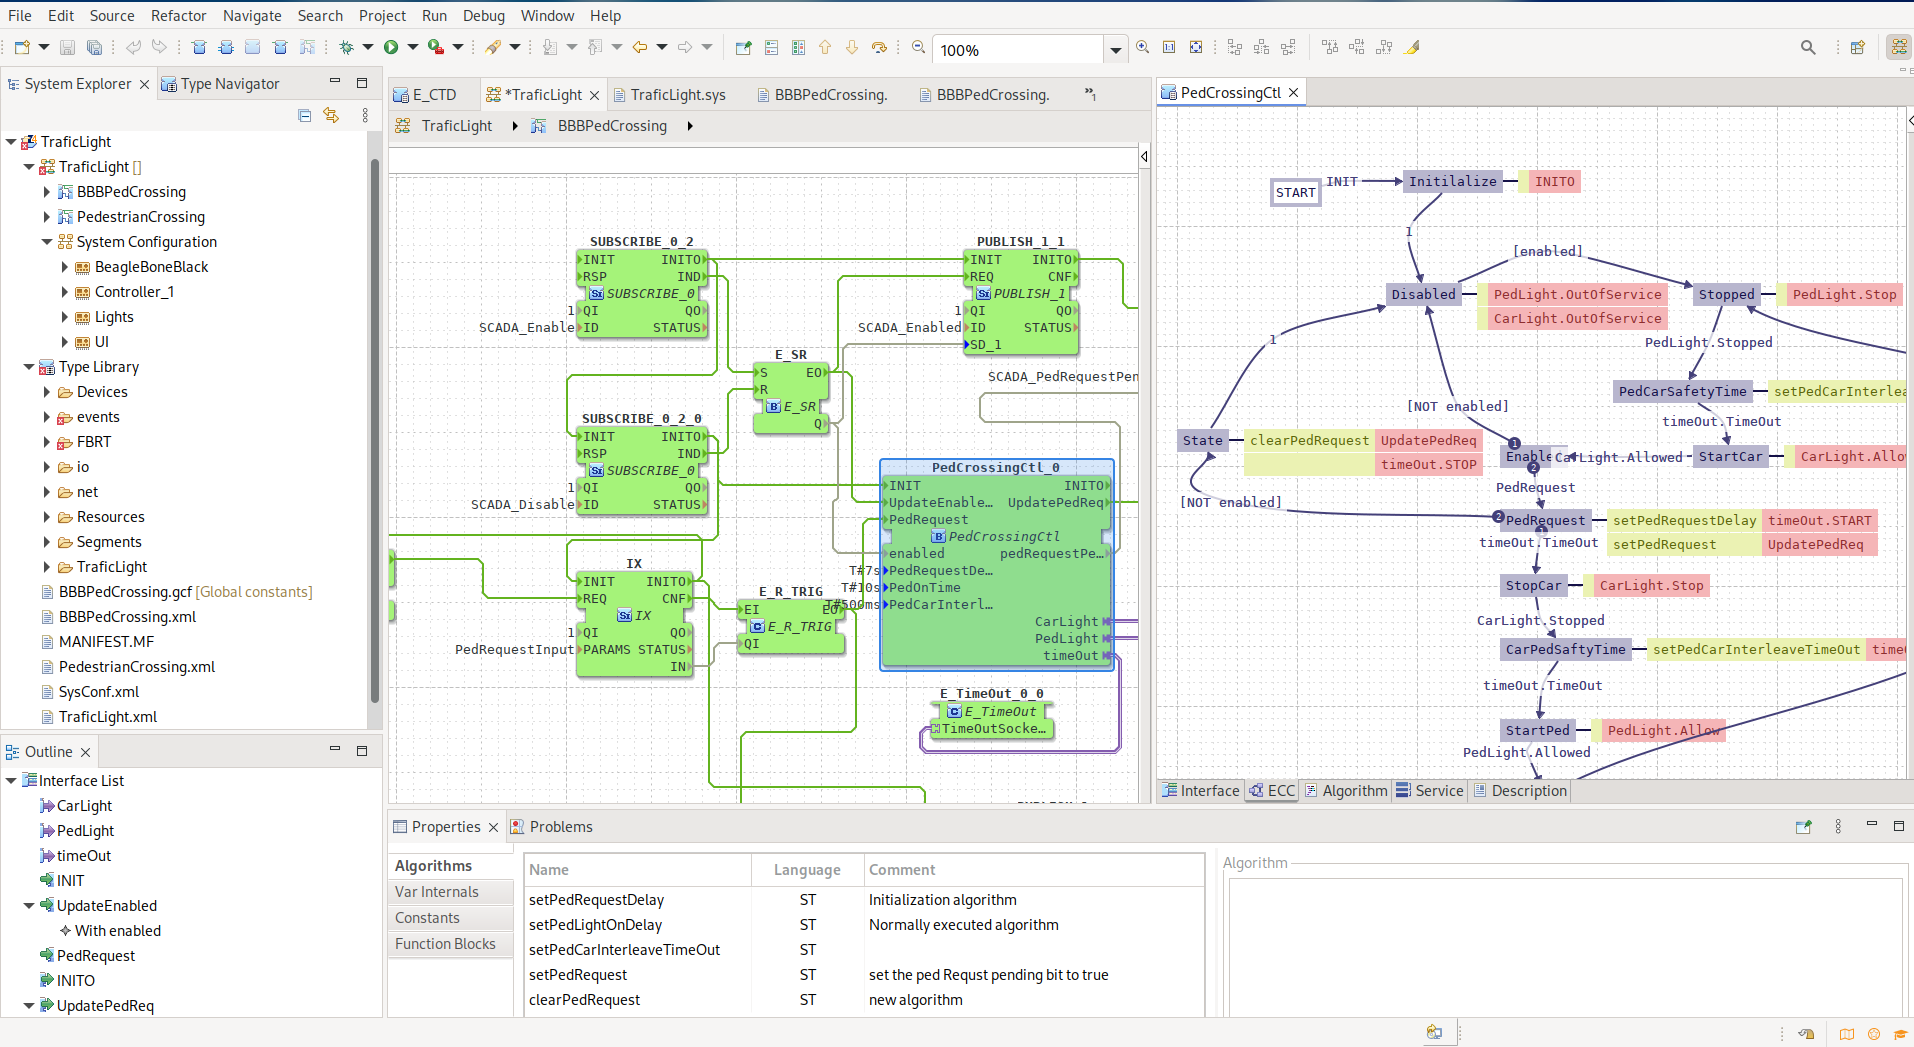 File Edit Source Refactor Navigate Search Project Run Debug Window Help
100%
System Explorer
Type Navigator
TraficLight
TraficLight []
BBBPedCrossing
PedestrianCrossing
System Configuration
BeagleBoneBlack
Controller_1
Lights
UI
Type Library
Devices
events
FBRT
io
net
Resources
Segments
TraficLight
BBBPedCrossing.gcf [Global constants]
BBBPedCrossing.xml
MANIFEST.MF
PedestrianCrossing.xml
SysConf.xml
TraficLight.xml
Outline
Interface List
CarLight
PedLight
timeOut
INIT
UpdateEnabled
With enabled
PedRequest
INITO
UpdatePedReq
E_CTD
*TraficLight
TraficLight.sys
BBBPedCrossing.
BBBPedCrossing.
»1
TraficLight BBBPedCrossing
SUBSCRIBE_0_2
INIT INITO
RSP IND
SUBSCRIBE_0
1 QI QO
SCADA_Enable ID STATUS
PUBLISH_1_1
INIT INITO
REQ CNF
PUBLISH_1
1 QI QO
SCADA_Enabled ID STATUS
SD_1
E_SR
S EO
R
E_SR
Q
SCADA_PedRequestPen
SUBSCRIBE_0_2_0
INIT INITO
RSP IND
SUBSCRIBE_0
1 QI QO
SCADA_Disable ID STATUS
PedCrossingCtl_0
INIT INITO
UpdateEnable... UpdatePedReq
PedRequest
PedCrossingCtl
enabled pedRequestPe...
T#7s PedRequestDe...
T#10s PedOnTime
T#500ms PedCarInterl...
CarLight
PedLight
timeOut
IX
INIT INITO
REQ CNF
IX
1 QI QO
PedRequestInput PARAMS STATUS
IN
E_R_TRIG
EI EO
E_R_TRIG
QI
E_TimeOut_0_0
E_TimeOut
TimeOutSocke...
PedCrossingCtl
START
INIT
Initilalize
INITO
1
[enabled]
Disabled
PedLight.OutOfService
CarLight.OutOfService
Stopped
PedLight.Stop
1
PedLight.Stopped
PedCarSafetyTime
setPedCarInterlea
[NOT enabled]
timeOut.TimeOut
State
clearPedRequest UpdatePedReq
timeOut.STOP
1
Enable
CarLight.Allowed
StartCar
CarLight.Allo
2
PedRequest
[NOT enabled]
2
PedRequest
setPedRequestDelay timeOut.START
setPedRequest UpdatePedReq
timeOut.TimeOut
StopCar
CarLight.Stop
CarLight.Stopped
CarPedSaftyTime
setPedCarInterleaveTimeOut time
timeOut.TimeOut
StartPed
PedLight.Allow
PedLight.Allowed
Interface ECC Algorithm Service Description
Properties
Problems
Algorithms
Var Internals
Constants
Function Blocks
Name Language Comment
setPedRequestDelay ST Initialization algorithm
setPedLightOnDelay ST Normally executed algorithm
setPedCarInterleaveTimeOut ST
setPedRequest ST set the ped Requst pending bit to true
clearPedRequest ST new algorithm
Algorithm